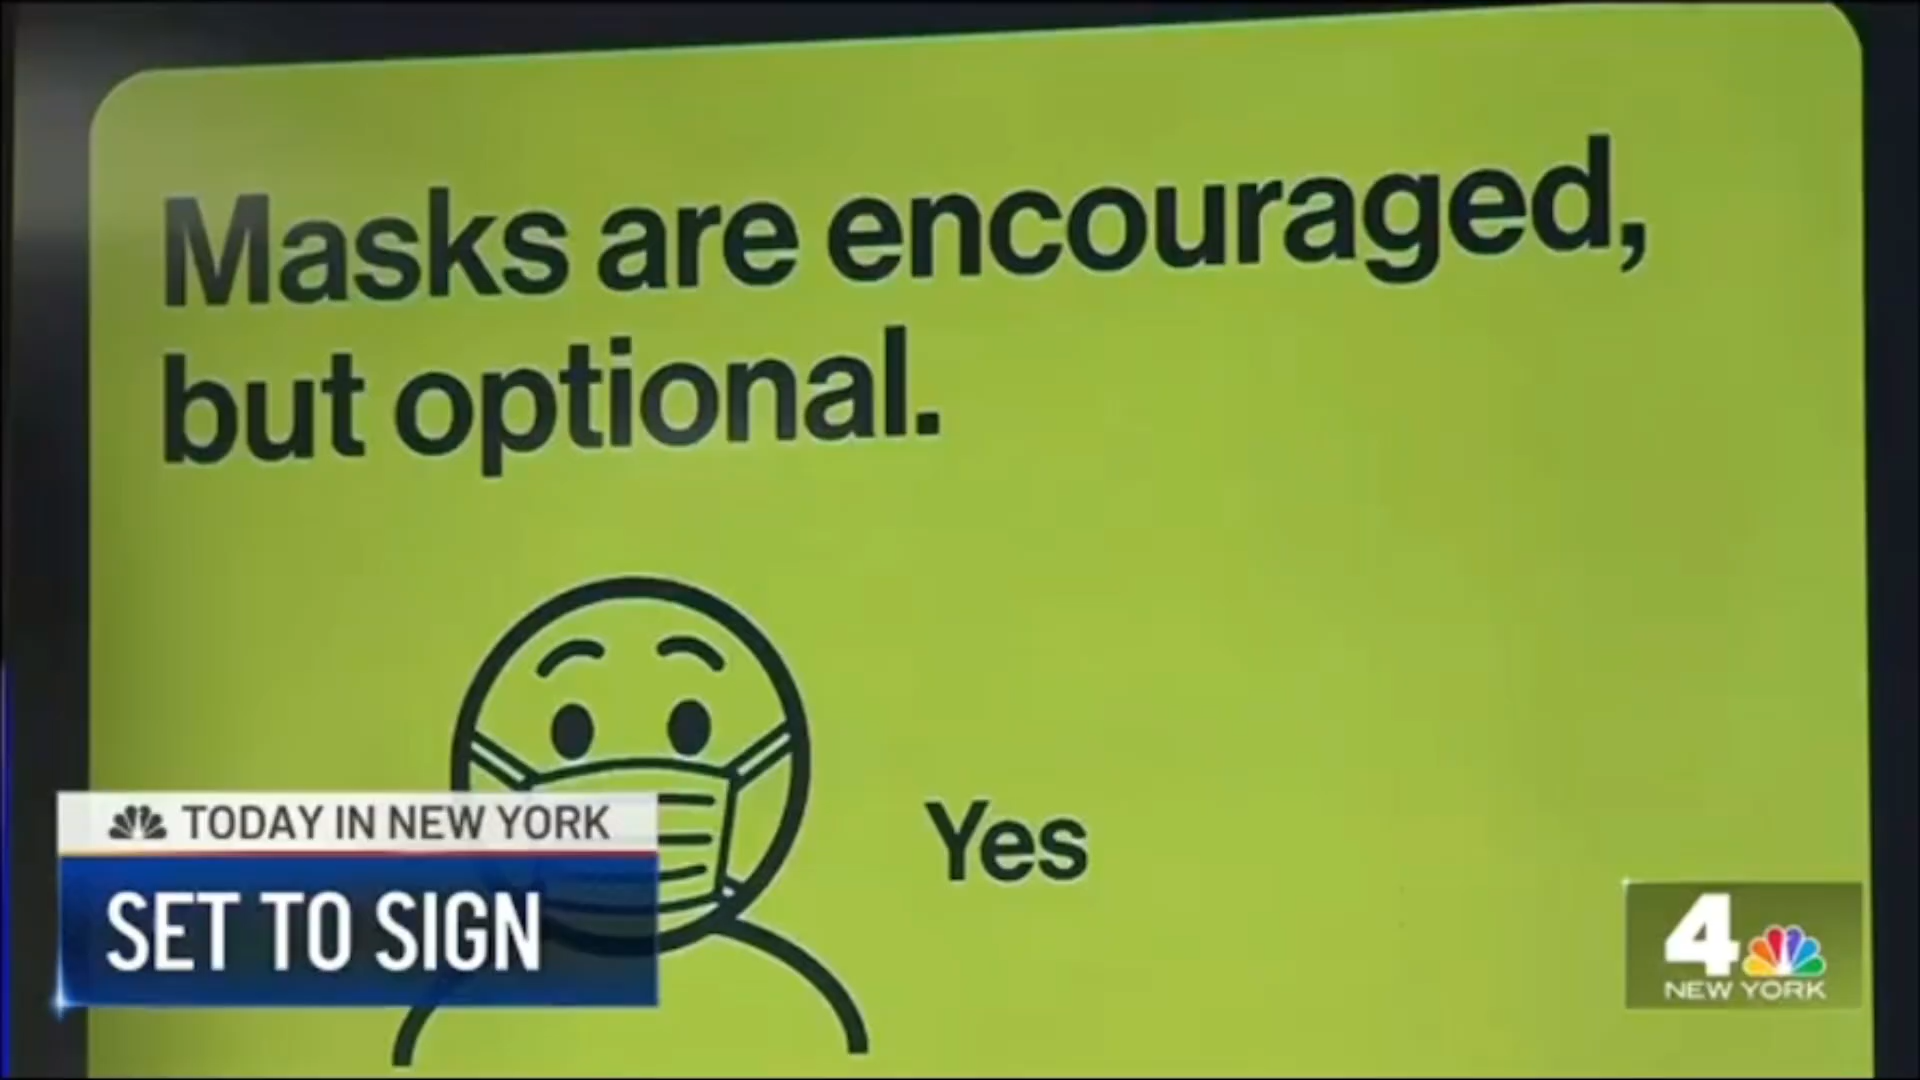 Masks are encouraged,
but optional.
Yes
TODAY IN NEW YORK
SET TO SIGN
4
NEW YORK